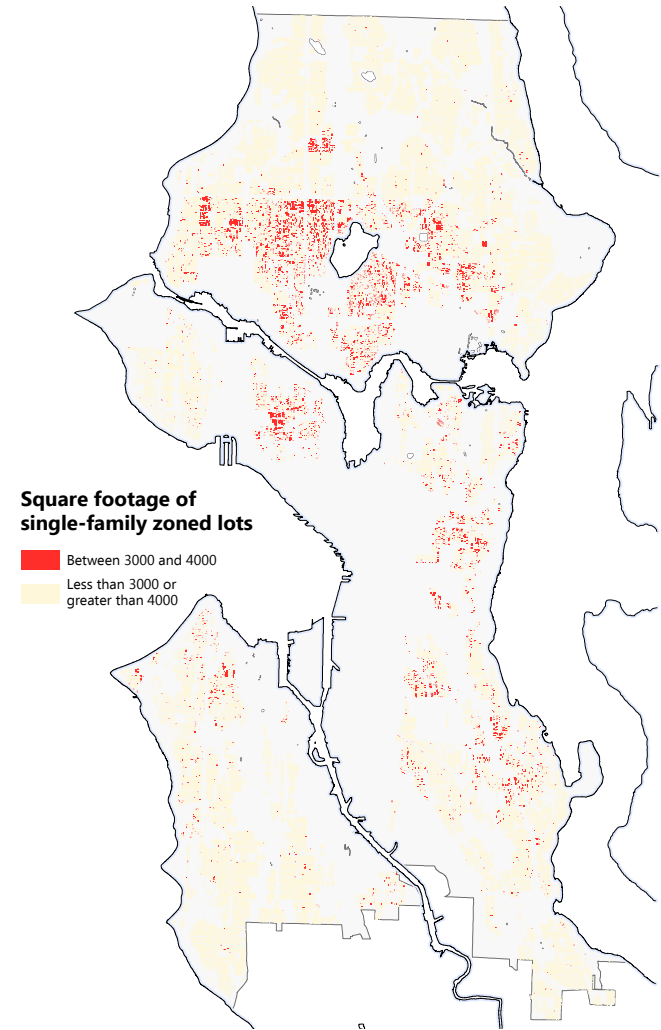 Square footage of
single-family zoned lots
Between 3000 and 4000
Less than 3000 or
greater than 4000